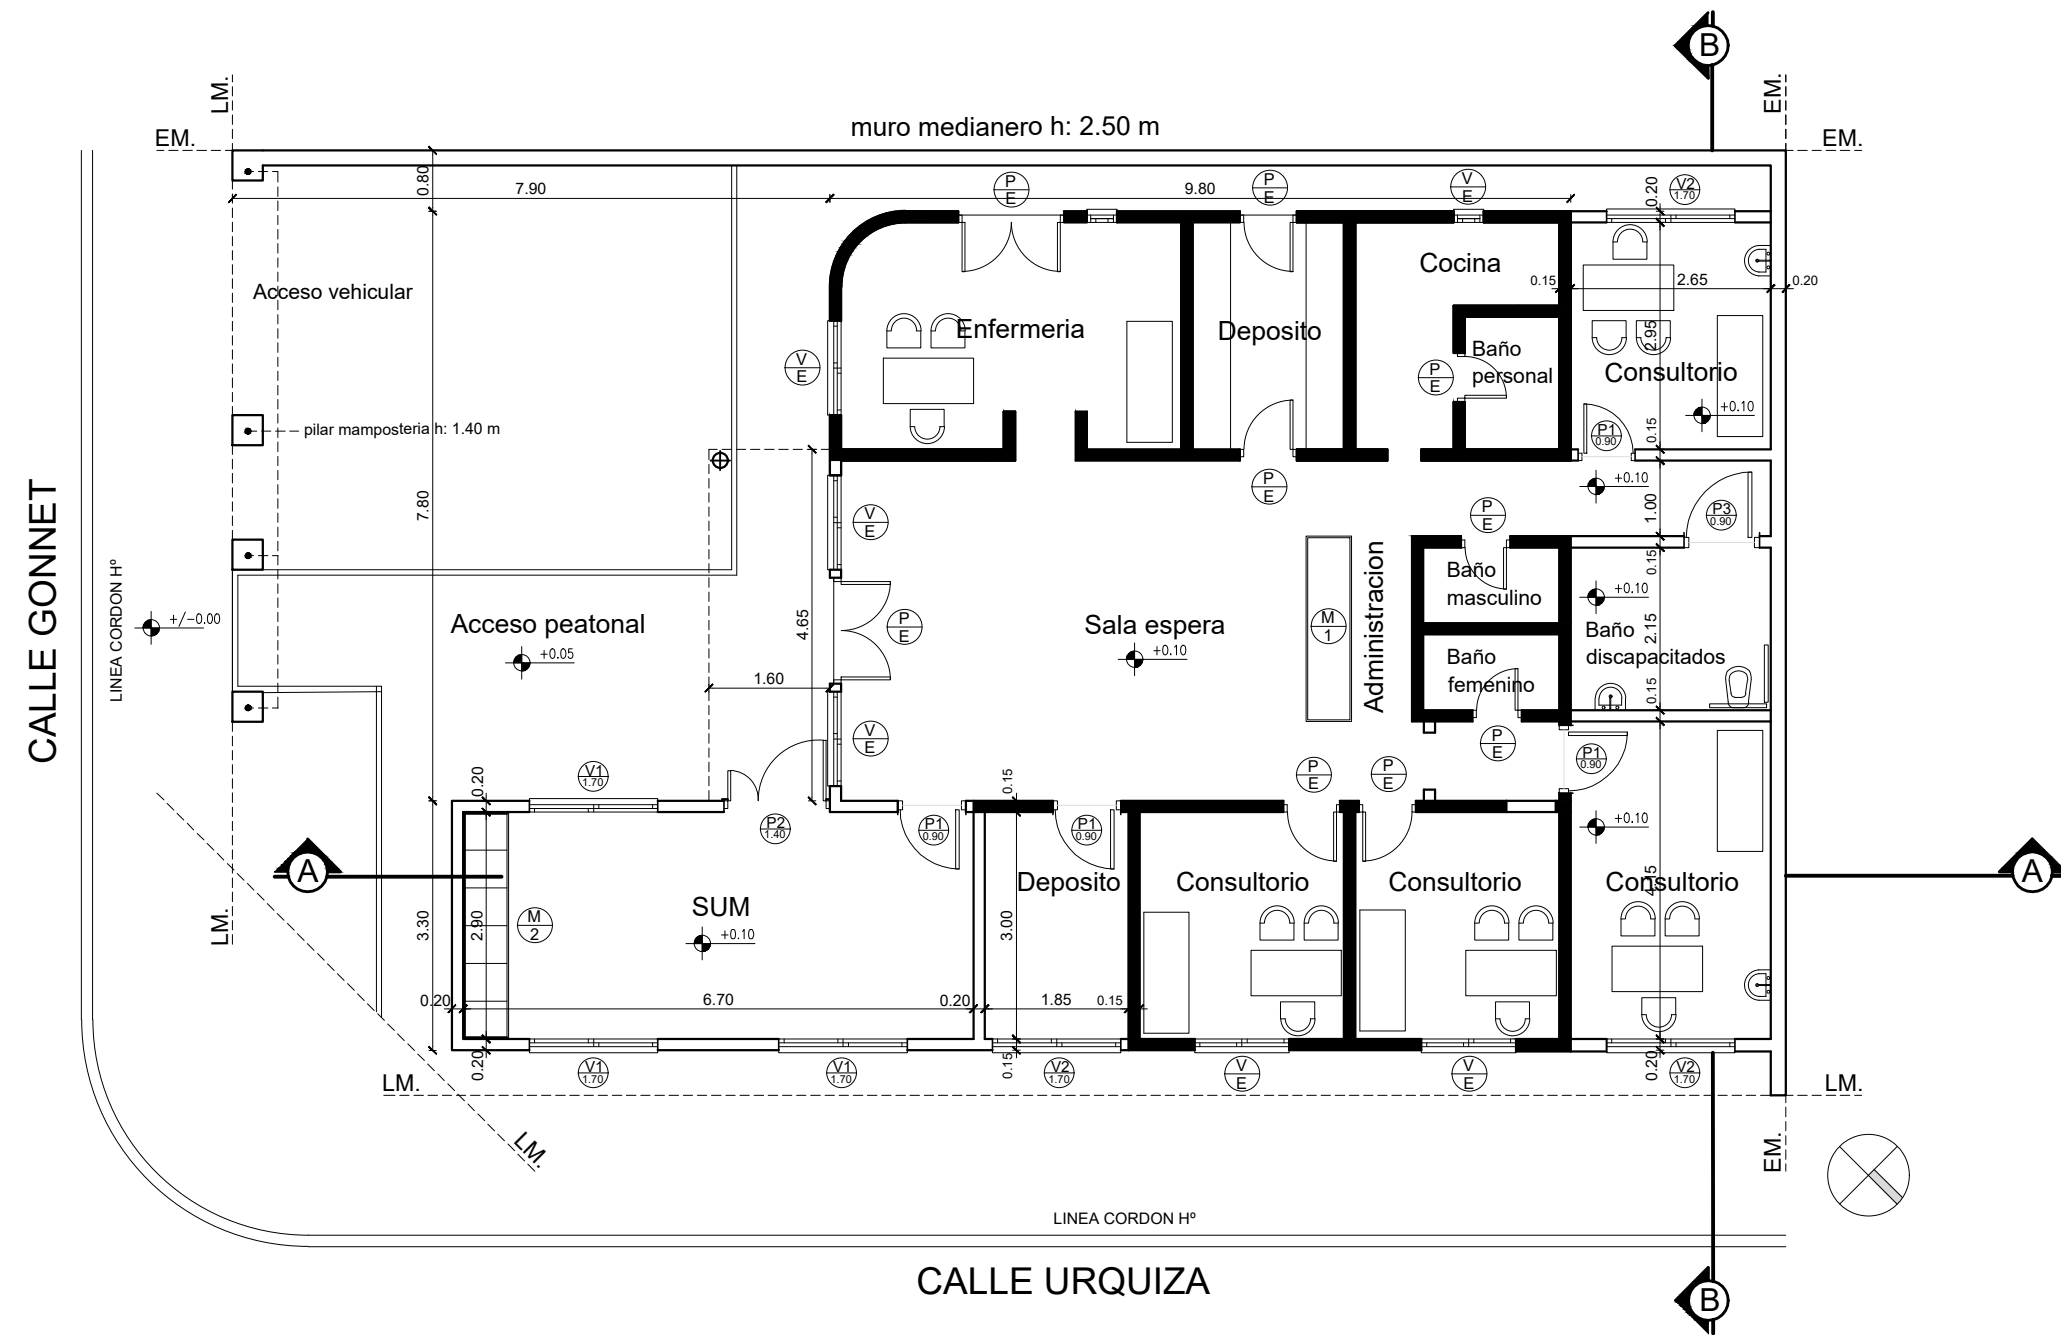 B
LM.
EM.
EM.
muro medianero h: 2.50 m
EM.
0.80
7.90
P
E
9.80
P
E
V
E
V2
1.70
0.20
Acceso vehicular
Cocina
0.15
2.65
0.20
Enfermeria
Deposito
2.95
V
E
P
E
Baño
personal
Consultorio
+0.10
pilar mamposteria h: 1.40 m
P1
0.90
0.15
7.80
P
E
+0.10
1.00
V
E
P
E
P3
0.90
CALLE GONNET
LINEA CORDON Hº
+/-0.00
Acceso peatonal
+0.05
4.65
1.60
P
E
Sala espera
+0.10
M
1
Administracion
Baño
masculino
0.15
+0.10
2.15
Baño
discapacitados
Baño
femenino
0.15
V
E
P
E
P1
0.90
0.20
V1
1.70
0.15
P
E
P
E
P2
1.40
P1
0.90
P1
0.90
+0.10
A
A
SUM
+0.10
Deposito
Consultorio
Consultorio
Consultorio
4.15
M
2
LM.
3.30
2.90
3.00
0.20
6.70
0.20
1.85
0.15
0.20
V1
1.70
V1
1.70
0.15
V2
1.70
V
E
V
E
0.20
V2
1.70
LM.
LM.
LM.
EM.
LINEA CORDON Hº
CALLE URQUIZA
B